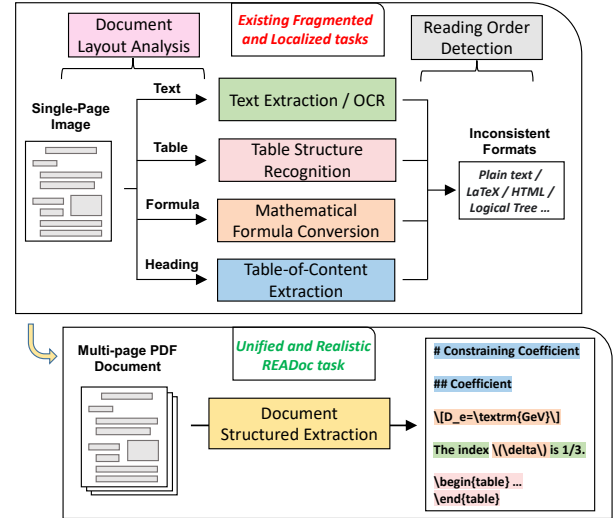 Document
Layout Analysis
Existing Fragmented
and Localized tasks
Reading Order
Detection
Single-Page
Image
Text
Text Extraction / OCR
Table
Table Structure
Recognition
Formula
Mathematical
Formula Conversion
Heading
Table-of-Content
Extraction
Inconsistent
Formats
Plain text /
LaTeX / HTML /
Logical Tree ...
Multi-page PDF
Document
Unified and Realistic
READoc task
Document
Structured Extraction
# Constraining Coefficient
## Coefficient
\[D_e=\textrm{GeV}\]
The index \(\delta\) is 1/3.
\begin{table} ...
\end{table}